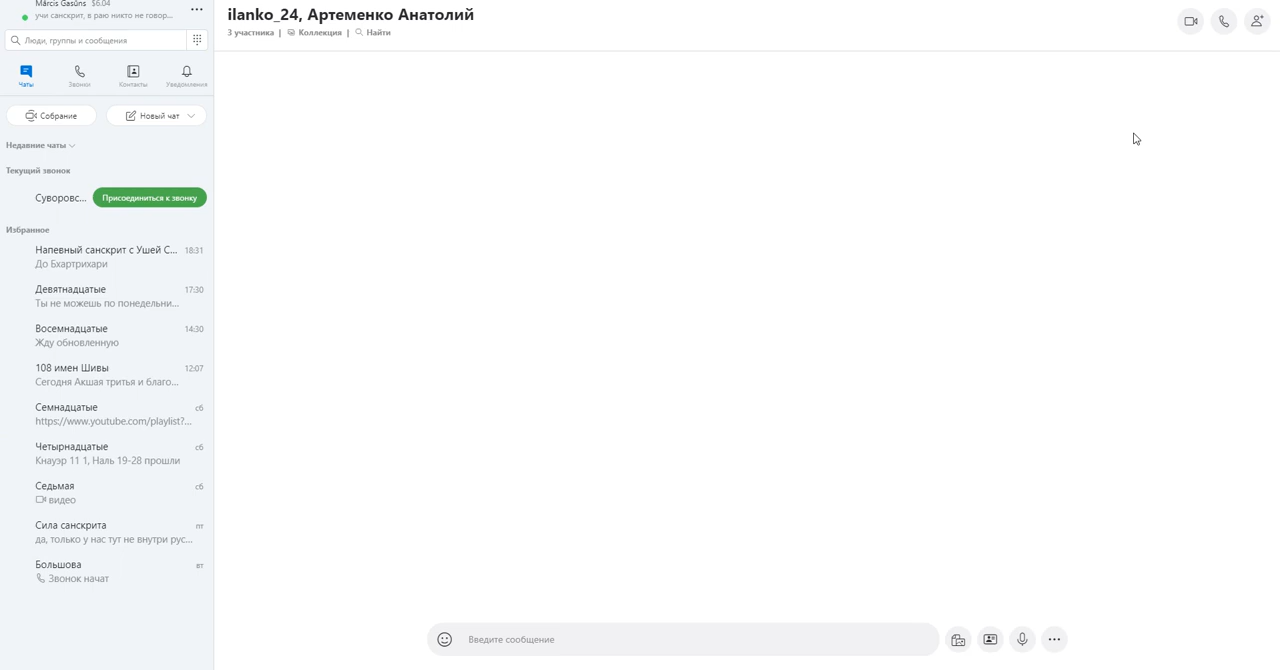 Mārcis Gasūns $6.04
учи санскрит, в раю никто не говор...
Люди, группы и сообщения
Чаты Звонки Контакты Уведомления
Собрание Новый чат
Недавние чаты
Текущий звонок
Суворовс... Присоединиться к звонку
Избранное
Напевный санскрит с Ушей С... 18:31
До Бхартрихари
Девятнадцатые 17:30
Ты не можешь по понедельни...
Восемнадцатые 14:30
Жду обновленную
108 имен Шивы 12:07
Сегодня Акшая тритья и благо...
Семнадцатые сб
https://www.youtube.com/playlist?...
Четырнадцатые сб
Кнауэр 11 1, Наль 19-28 прошли
Седьмая сб
видео
Сила санскрита пт
да, только у нас тут не внутри рус...
Большова вт
Звонок начат
ilanko_24, Артеменко Анатолий
3 участника | Коллекция | Найти
Введите сообщение